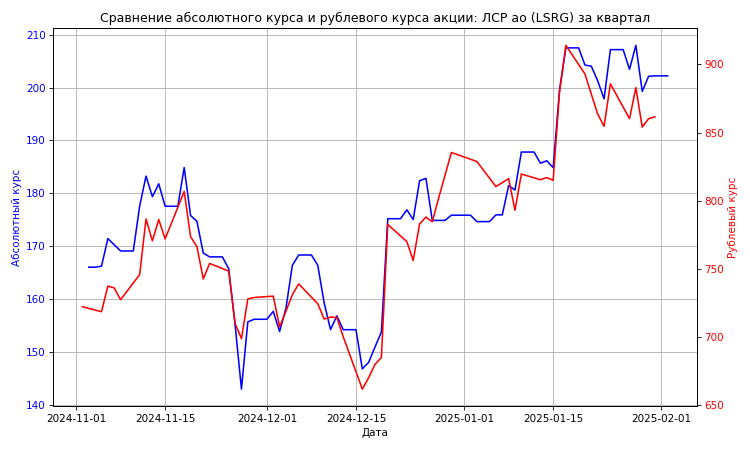 Сравнение абсолютного курса и рублевого курса акции: ЛСР ао (LSRG) за квартал
210
200
190
180
170
160
150
140
Абсолютный курс
900
850
800
750
700
650
Рублевый курс
2024-11-01 2024-11-15 2024-12-01 2024-12-15 2025-01-01 2025-01-15 2025-02-01
Дата